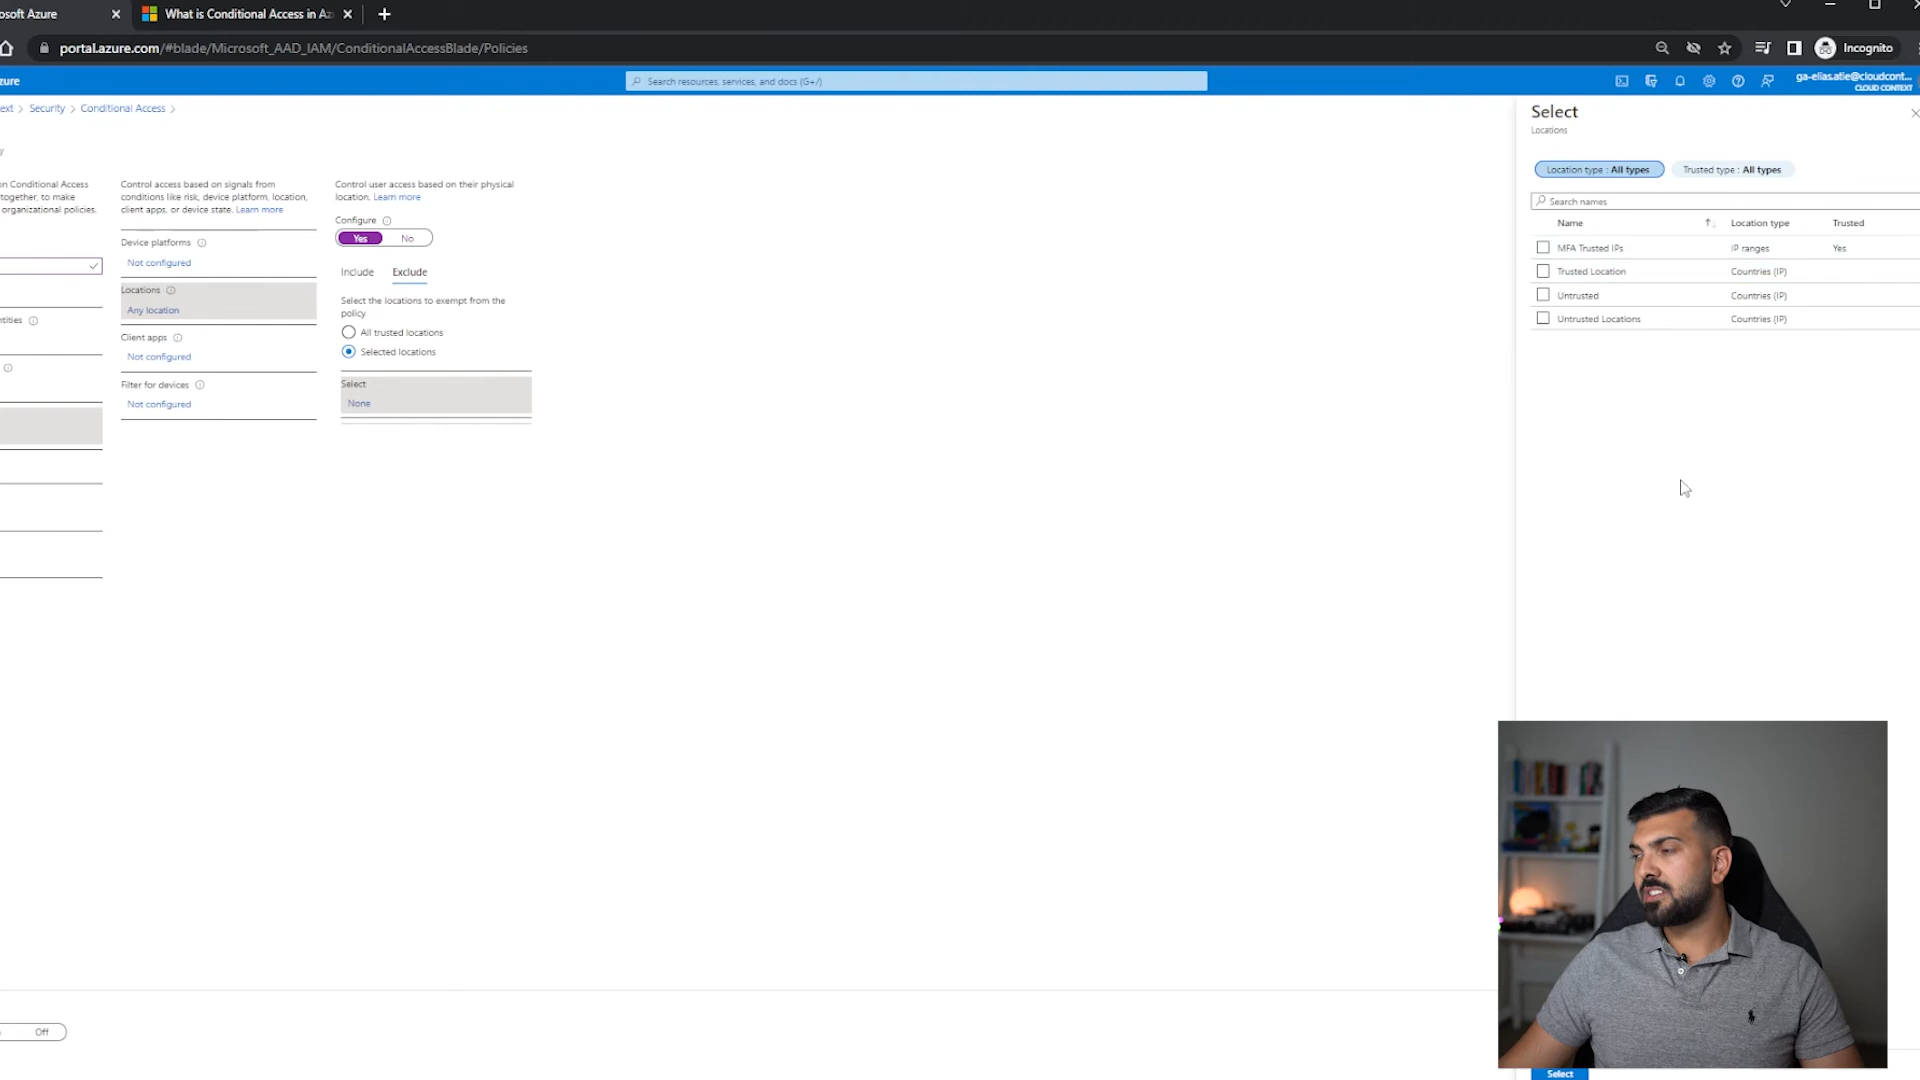 osoft Azure
What is Conditional Access in Az
portal.azure.com/#blade/Microsoft_AAD_IAM/ConditionalAccessBlade/Policies
Incognito
zure
Search resources, services, and docs (G+/)
ga-elias.atie@cloudcont...
CLOUD CONTEXT
ext > Security > Conditional Access >
y
on Conditional Access
together, to make
organizational policies.
ntities
Control access based on signals from
conditions like risk, device platform, location,
client apps, or device state. Learn more
Device platforms
Not configured
Locations
Any location
Client apps
Not configured
Filter for devices
Not configured
Control user access based on their physical
location. Learn more
Configure
Yes No
Include Exclude
Select the locations to exempt from the
policy
All trusted locations
Selected locations
Select
None
Off
Select
Locations
Location type : All types Trusted type : All types
Search names
Name Location type Trusted
MFA Trusted IPs IP ranges Yes
Trusted Location Countries (IP)
Untrusted Countries (IP)
Untrusted Locations Countries (IP)
Select